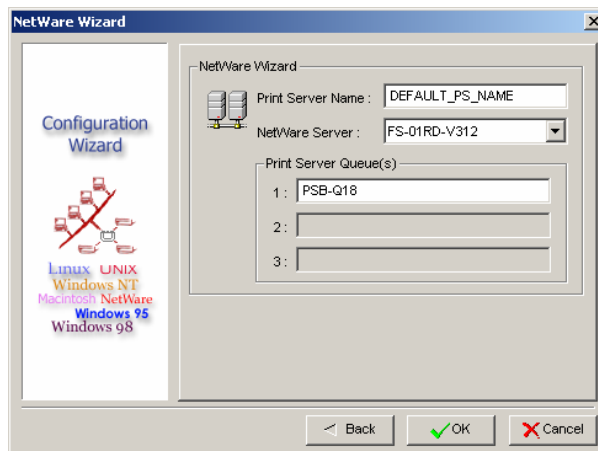 NetWare Wizard
Configuration
Wizard
Linux UNIX
Windows NT
Macintosh NetWare
Windows 95
Windows 98
NetWare Wizard
Print Server Name : DEFAULT_PS_NAME
NetWare Server : FS-01RD-V312
Print Server Queue(s)
1 : PSB-Q18
2 :
3 :
< Back
OK
Cancel